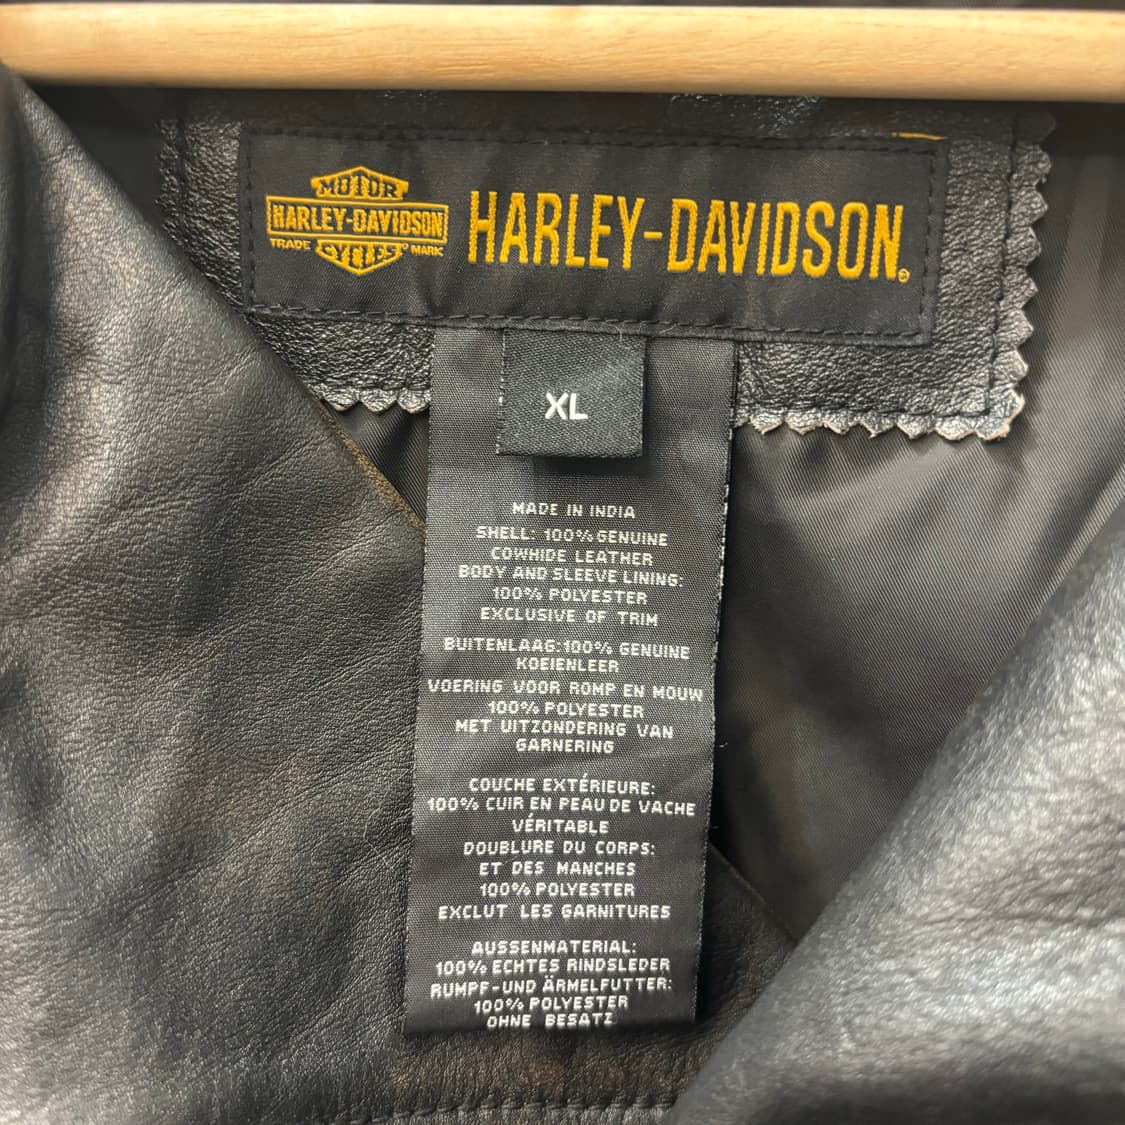 MOTOR
HARLEY-DAVIDSON
TRADE MARK
CYCLES®
HARLEY-DAVIDSON®
XL
MADE IN INDIA
SHELL: 100% GENUINE
COWHIDE LEATHER
BODY AND SLEEVE LINING:
100% POLYESTER
EXCLUSIVE OF TRIM
BUITENLAAG: 100% GENUINE
KOEIENLEER
VOERING VOOR ROMP EN MOUW
100% POLYESTER
MET UITZONDERING VAN
GARNERING
COUCHE EXTÉRIEURE:
100% CUIR EN PEAU DE VACHE
VÉRITABLE
DOUBLURE DU CORPS:
ET DES MANCHES
100% POLYESTER
EXCLUT LES GARNITURES
AUSSENMATERIAL:
100% ECHTES RINDSLEDER
RUMPF-UND ÄRMELFUTTER:
100% POLYESTER
OHNE BESATZ